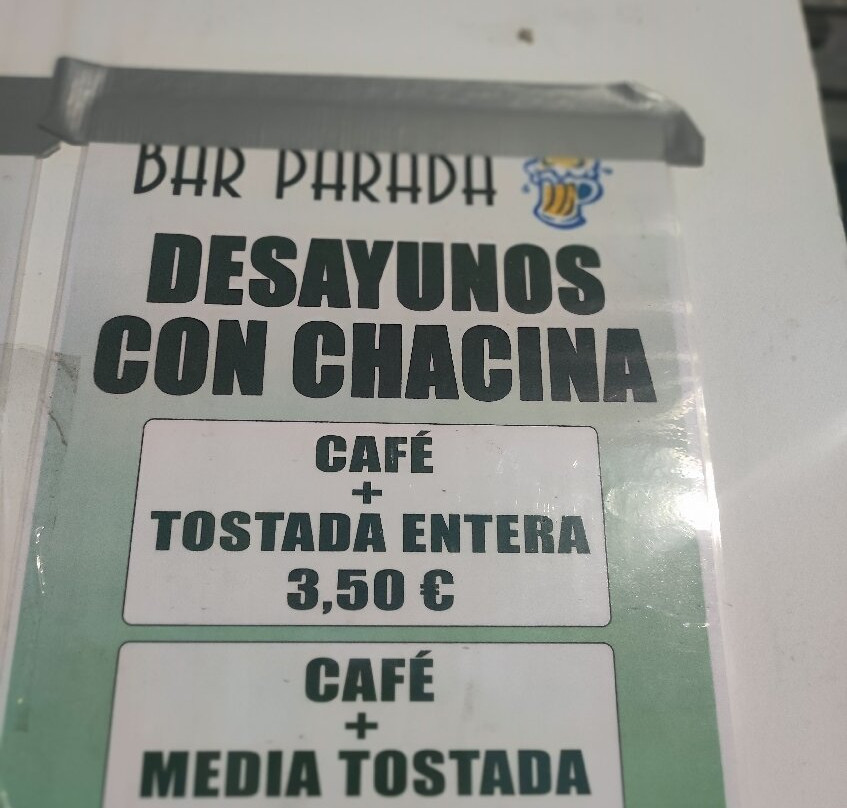 BAR PARADA
DESAYUNOS
CON CHACINA
CAFÉ
+
TOSTADA ENTERA
3,50 €
CAFÉ
+
MEDIA TOSTADA